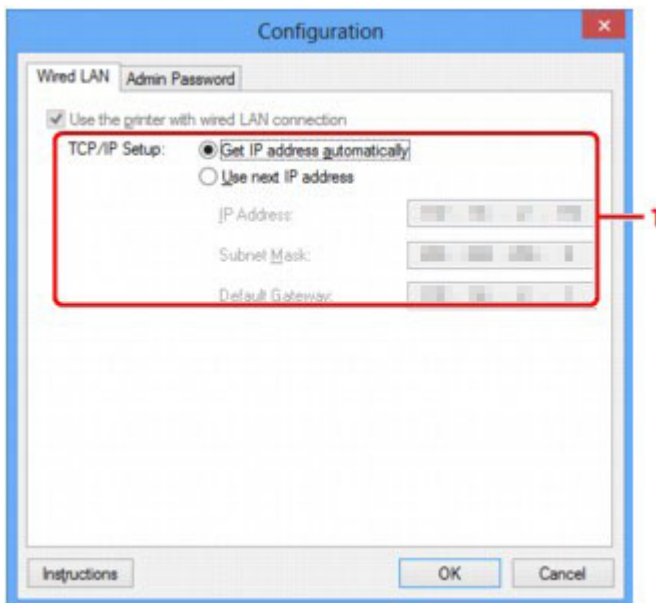 Configuration
Wired LAN Admin Password
Use the printer with wired LAN connection
TCP/IP Setup: Get IP address automatically
Use next IP address
IP Address:
Subnet Mask:
Default Gateway:
1
Instructions OK Cancel